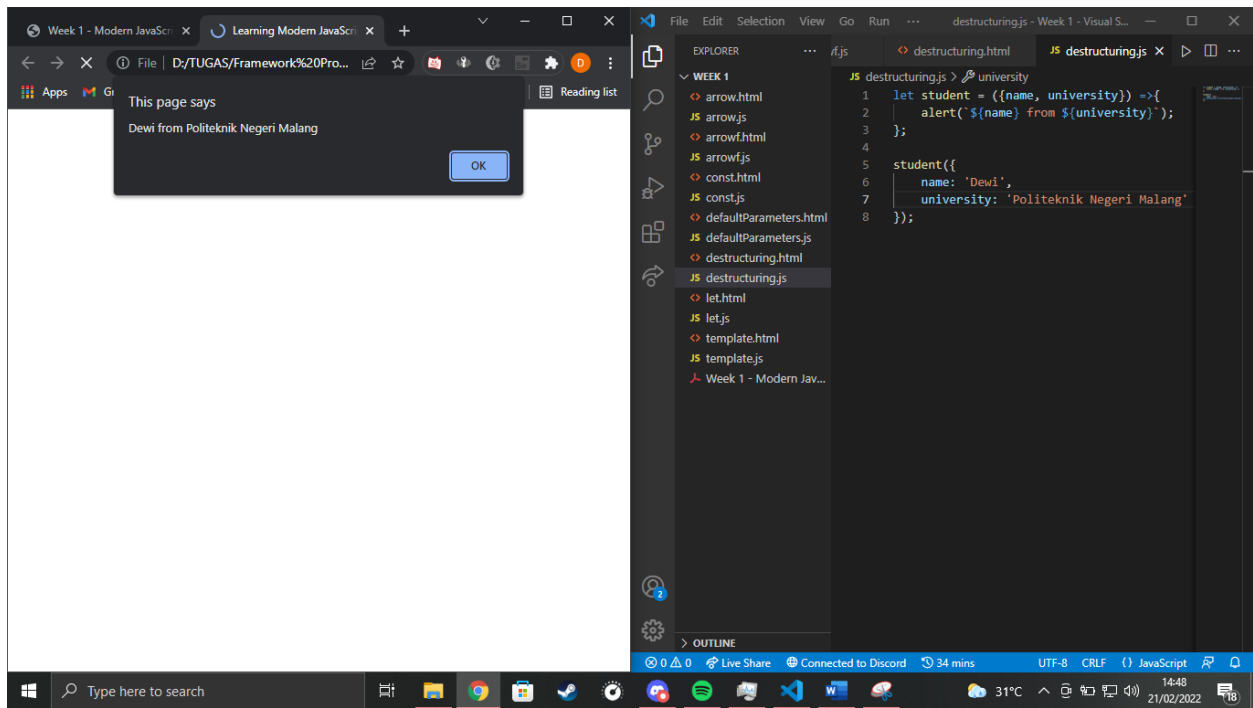 Week 1 - Modern JavaScri
Learning Modern JavaScri
File D:/TUGAS/Framework%20Pro...
Apps
Reading list
This page says
Dewi from Politeknik Negeri Malang
OK
File Edit Selection View Go Run ··· destructuring.js - Week 1 - Visual S...
EXPLORER ··· vf.js destructuring.html JS destructuring.js
WEEK 1
arrow.html
JS arrow.js
arrowf.html
JS arrowf.js
const.html
JS const.js
defaultParameters.html
JS defaultParameters.js
destructuring.html
JS destructuring.js
let.html
JS let.js
template.html
JS template.js
Week 1 - Modern Jav...
OUTLINE
JS destructuring.js > university
1 let student = ({name, university}) =>{
2 alert(`${name} from ${university}`);
3 };
4
5 student({
6 name: 'Dewi',
7 university: 'Politeknik Negeri Malang'
8 });
2
0 0 Live Share Connected to Discord 34 mins UTF-8 CRLF {} JavaScript
Type here to search
31°C
14:48
21/02/2022
18